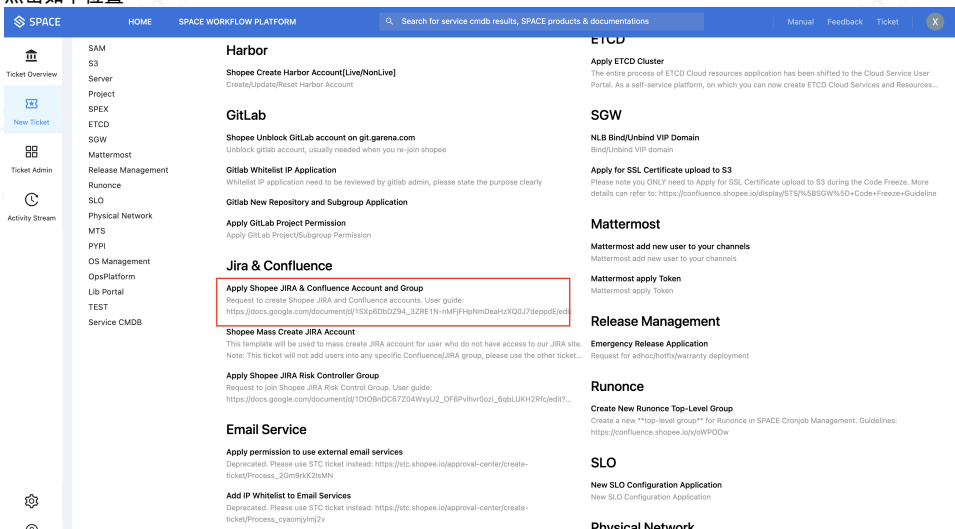 点击如下位置
SPACE
HOME
SPACE WORKFLOW PLATFORM
Search for service cmdb results, SPACE products & documentations
Manual
Feedback
Ticket
X
Ticket Overview
New Ticket
Ticket Admin
Activity Stream
SAM
S3
Server
Project
SPEX
ETCD
SGW
Mattermost
Release Management
Runonce
SLO
Physical Network
MTS
PYPI
OS Management
OpsPlatform
Lib Portal
TEST
Service CMDB
Harbor
Shopee Create Harbor Account[Live/NonLive]
Create/Update/Reset Harbor Account
GitLab
Shopee Unblock GitLab account on git.garena.com
Unblock gitlab account, usually needed when you re-join shopee
Gitlab Whitelist IP Application
Whitelist IP application need to be reviewed by gitlab admin, please state the purpose clearly
Gitlab New Repository and Subgroup Application
Apply GitLab Project Permission
Apply GitLab Project/Subgroup Permission
Jira & Confluence
Apply Shopee JIRA & Confluence Account and Group
Request to create Shopee JIRA and Confluence accounts. User guide:
https://docs.google.com/document/d/1SXp6DbDZ94_3ZRE1N-nMFjFHpNmDeaHzXQ0J7deppdE/edi
Shopee Mass Create JIRA Account
This template will be used to mass create JIRA account for user who do not have access to our JIRA site.
Note: This ticket will not add users into any specific Confluence/JIRA group, please use the other ticket...
Apply Shopee JIRA Risk Controller Group
Request to join Shopee JIRA Risk Control Group. User guide:
https://docs.google.com/document/d/1DtOBnOC67Z04WxyU2_OF6Pvlhvr0ozi_6qbLUKH2Rfc/edit?...
Email Service
Apply permission to use external email services
Deprecated. Please use STC ticket instead: https://stc.shopee.io/approval-center/create-
ticket/Process_2Gm9rkK2IsMN
Add IP Whitelist to Email Services
Deprecated. Please use STC ticket instead: https://stc.shopee.io/approval-center/create-
ticket/Process_cyaomjylmj2v
ETCD
Apply ETCD Cluster
The entire process of ETCD Cloud resources application has been shifted to the Cloud Service User
Portal. As a self-service platform, on which you can now create ETCD Cloud Services and Resources...
SGW
NLB Bind/Unbind VIP Domain
Bind/Unbind VIP domain
Apply for SSL Certificate upload to S3
Please note you ONLY need to Apply for SSL Certificate upload to S3 during the Code Freeze. More
details can refer to: https://confluence.shopee.io/display/STS/%5BSGW%5D+Code+Freeze+Guideline
Mattermost
Mattermost add new user to your channels
Mattermost add new user to your channels
Mattermost apply Token
Mattermost apply Token
Release Management
Emergency Release Application
Request for adhoc/hotfix/warranty deployment
Runonce
Create New Runonce Top-Level Group
Create a new **top-level group** for Runonce in SPACE Cronjob Management. Guidelines:
https://confluence.shopee.io/x/oWPOOw
SLO
New SLO Configuration Application
New SLO Configuration Application
Physical Network